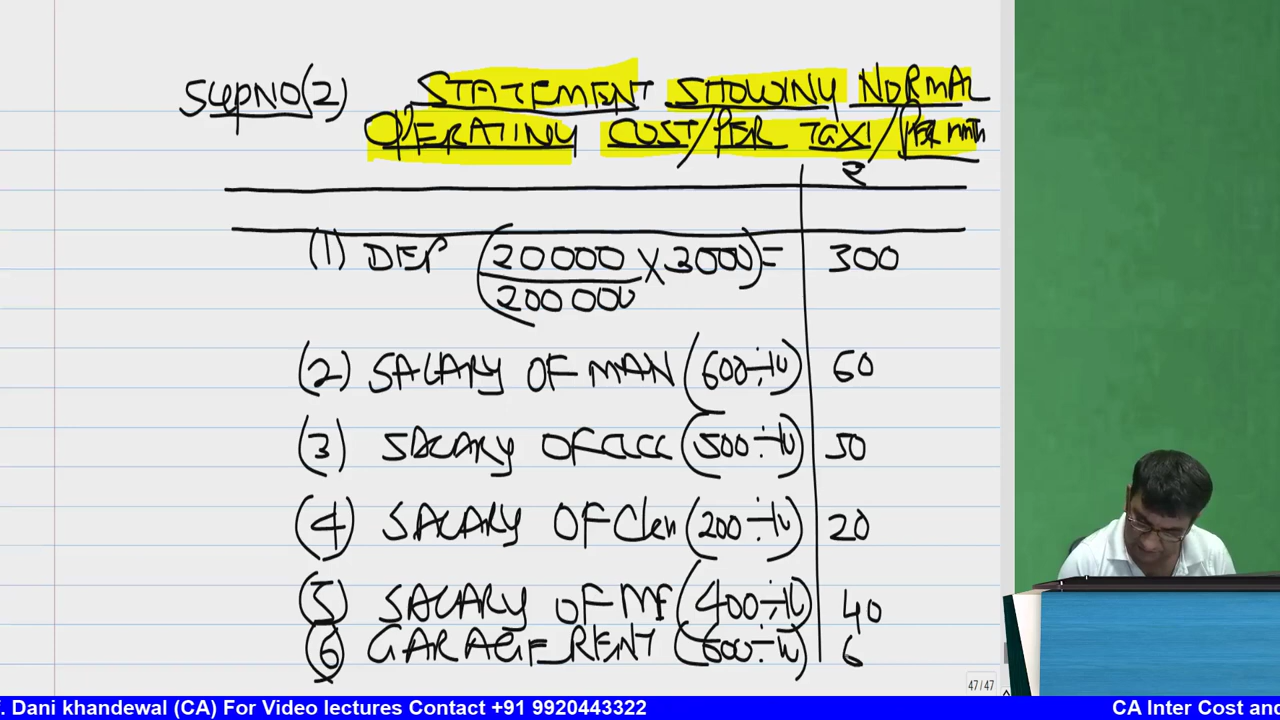 StepNO(2) STATEMENT SHOWING NORMAL
OPERATING COST/PER TAXI/PER mnth
₹
(1) DEP (20000/200000 X 3000) = 300
(2) SALARY OF MAN (600÷10) 60
(3) SALARY OF ACC (500÷10) 50
(4) SALARY OF Clen (200÷10) 20
(5) SALARY OF MF (400÷10) 40
(6) GARAGE RENT (600÷10) 6
47/47
. Dani khandewal (CA) For Video lectures Contact +91 9920443322
CA Inter Cost and